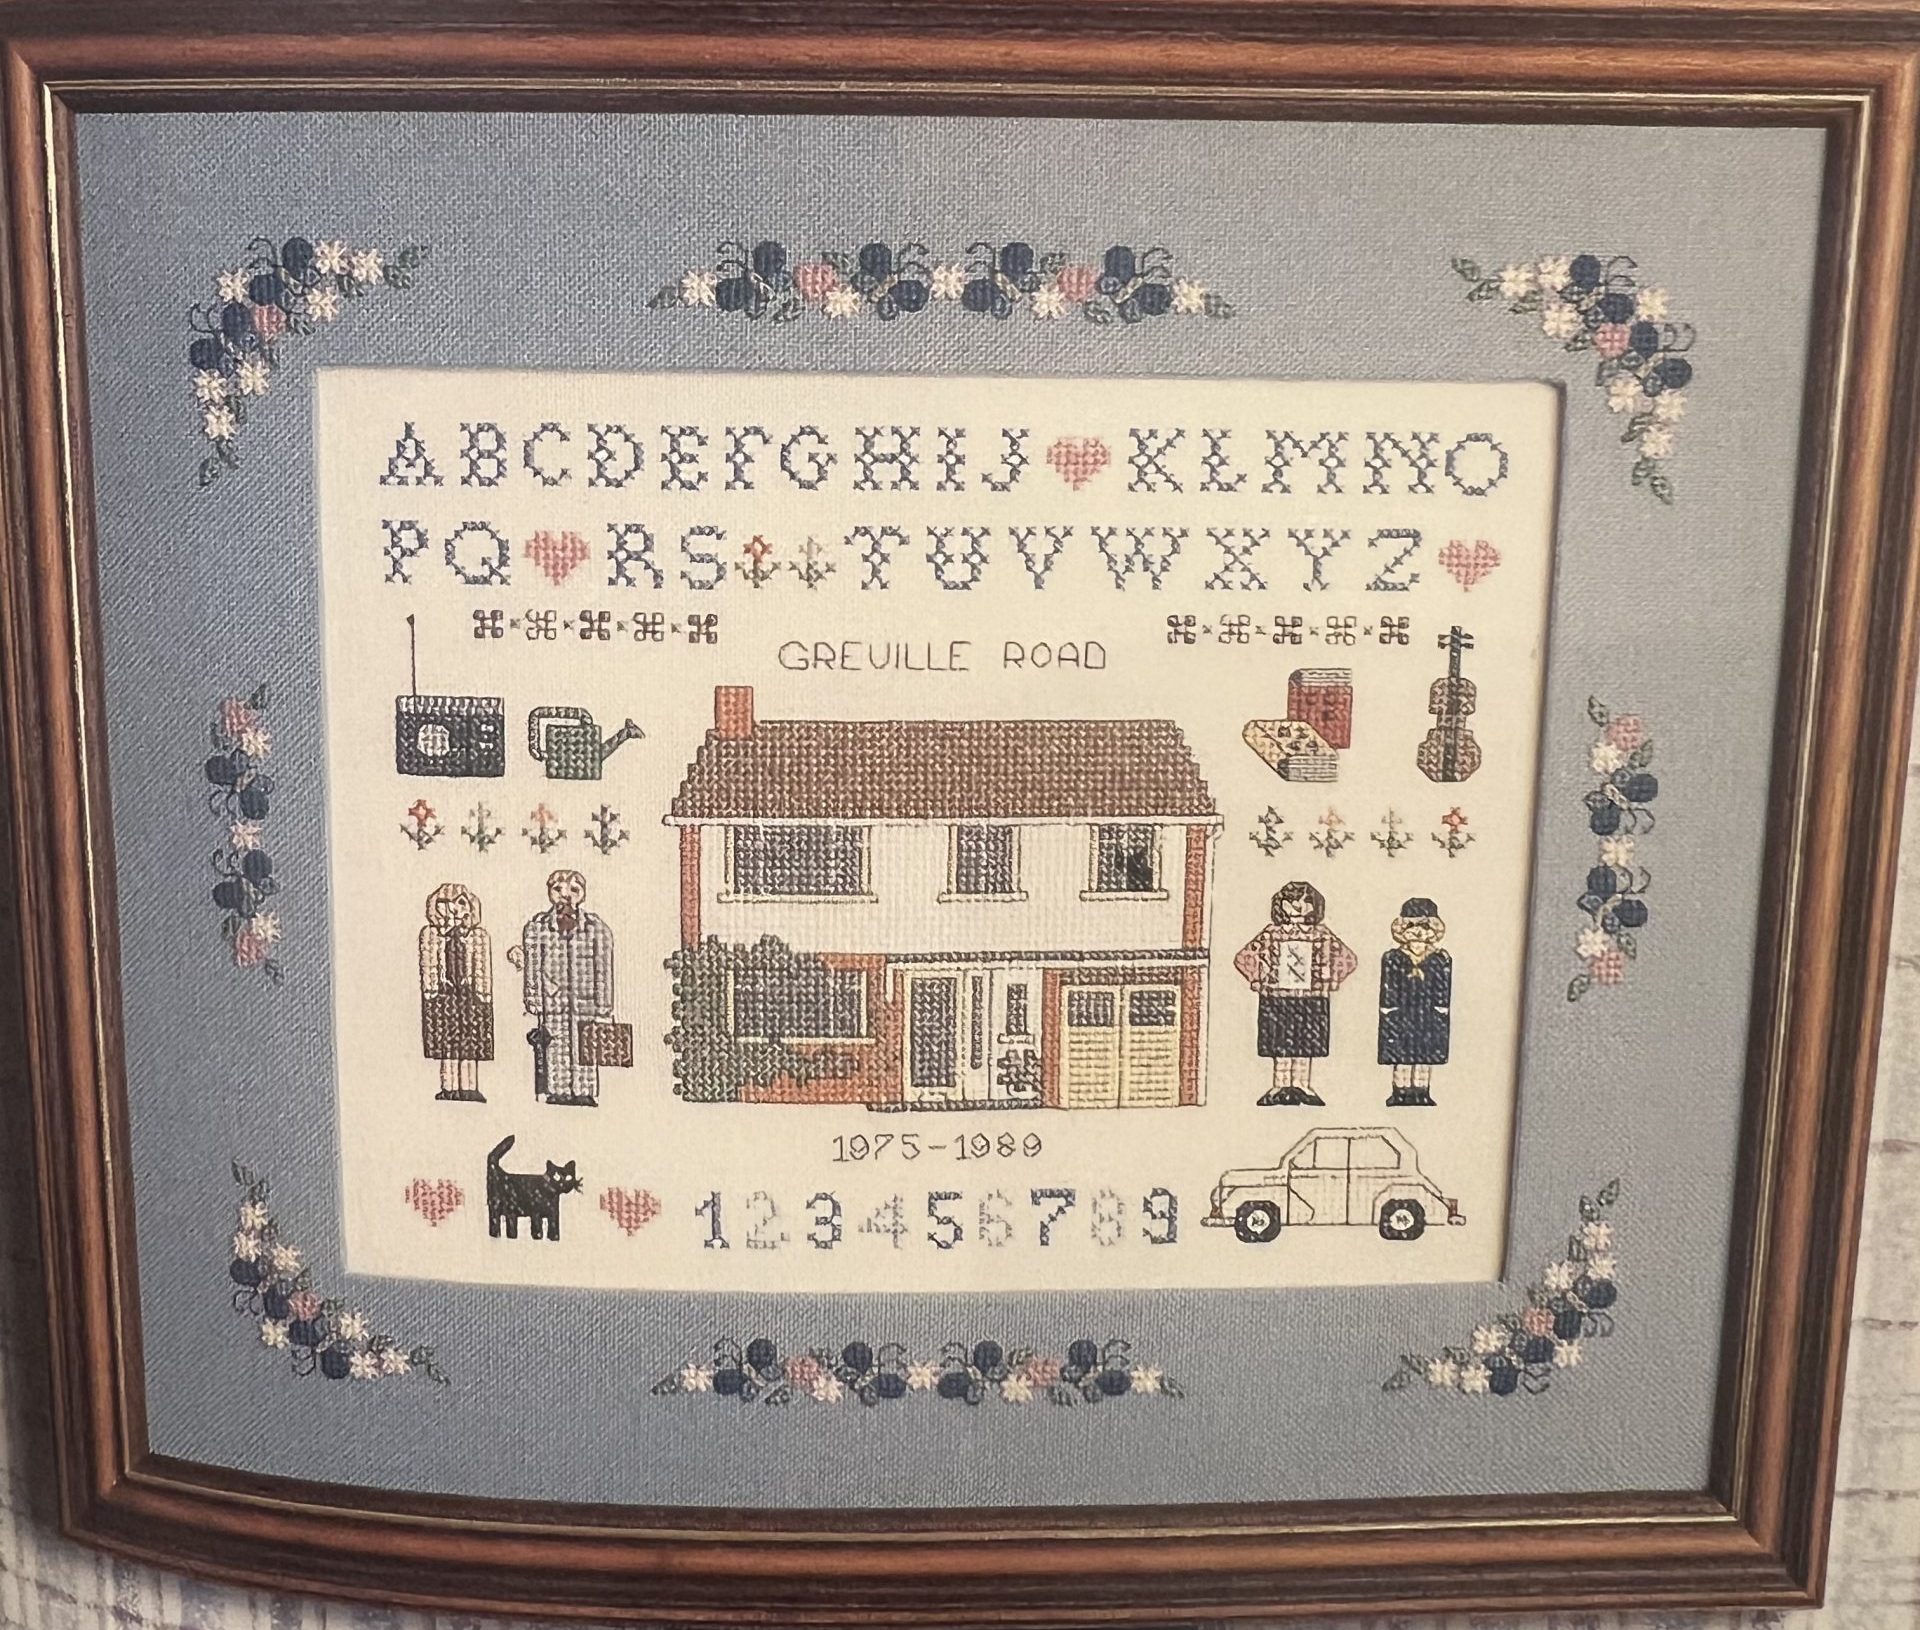 ABCDEFGHIJ KLMNO
PQ RS TUVWXYZ
GREVILLE ROAD
1975-1989
123456789